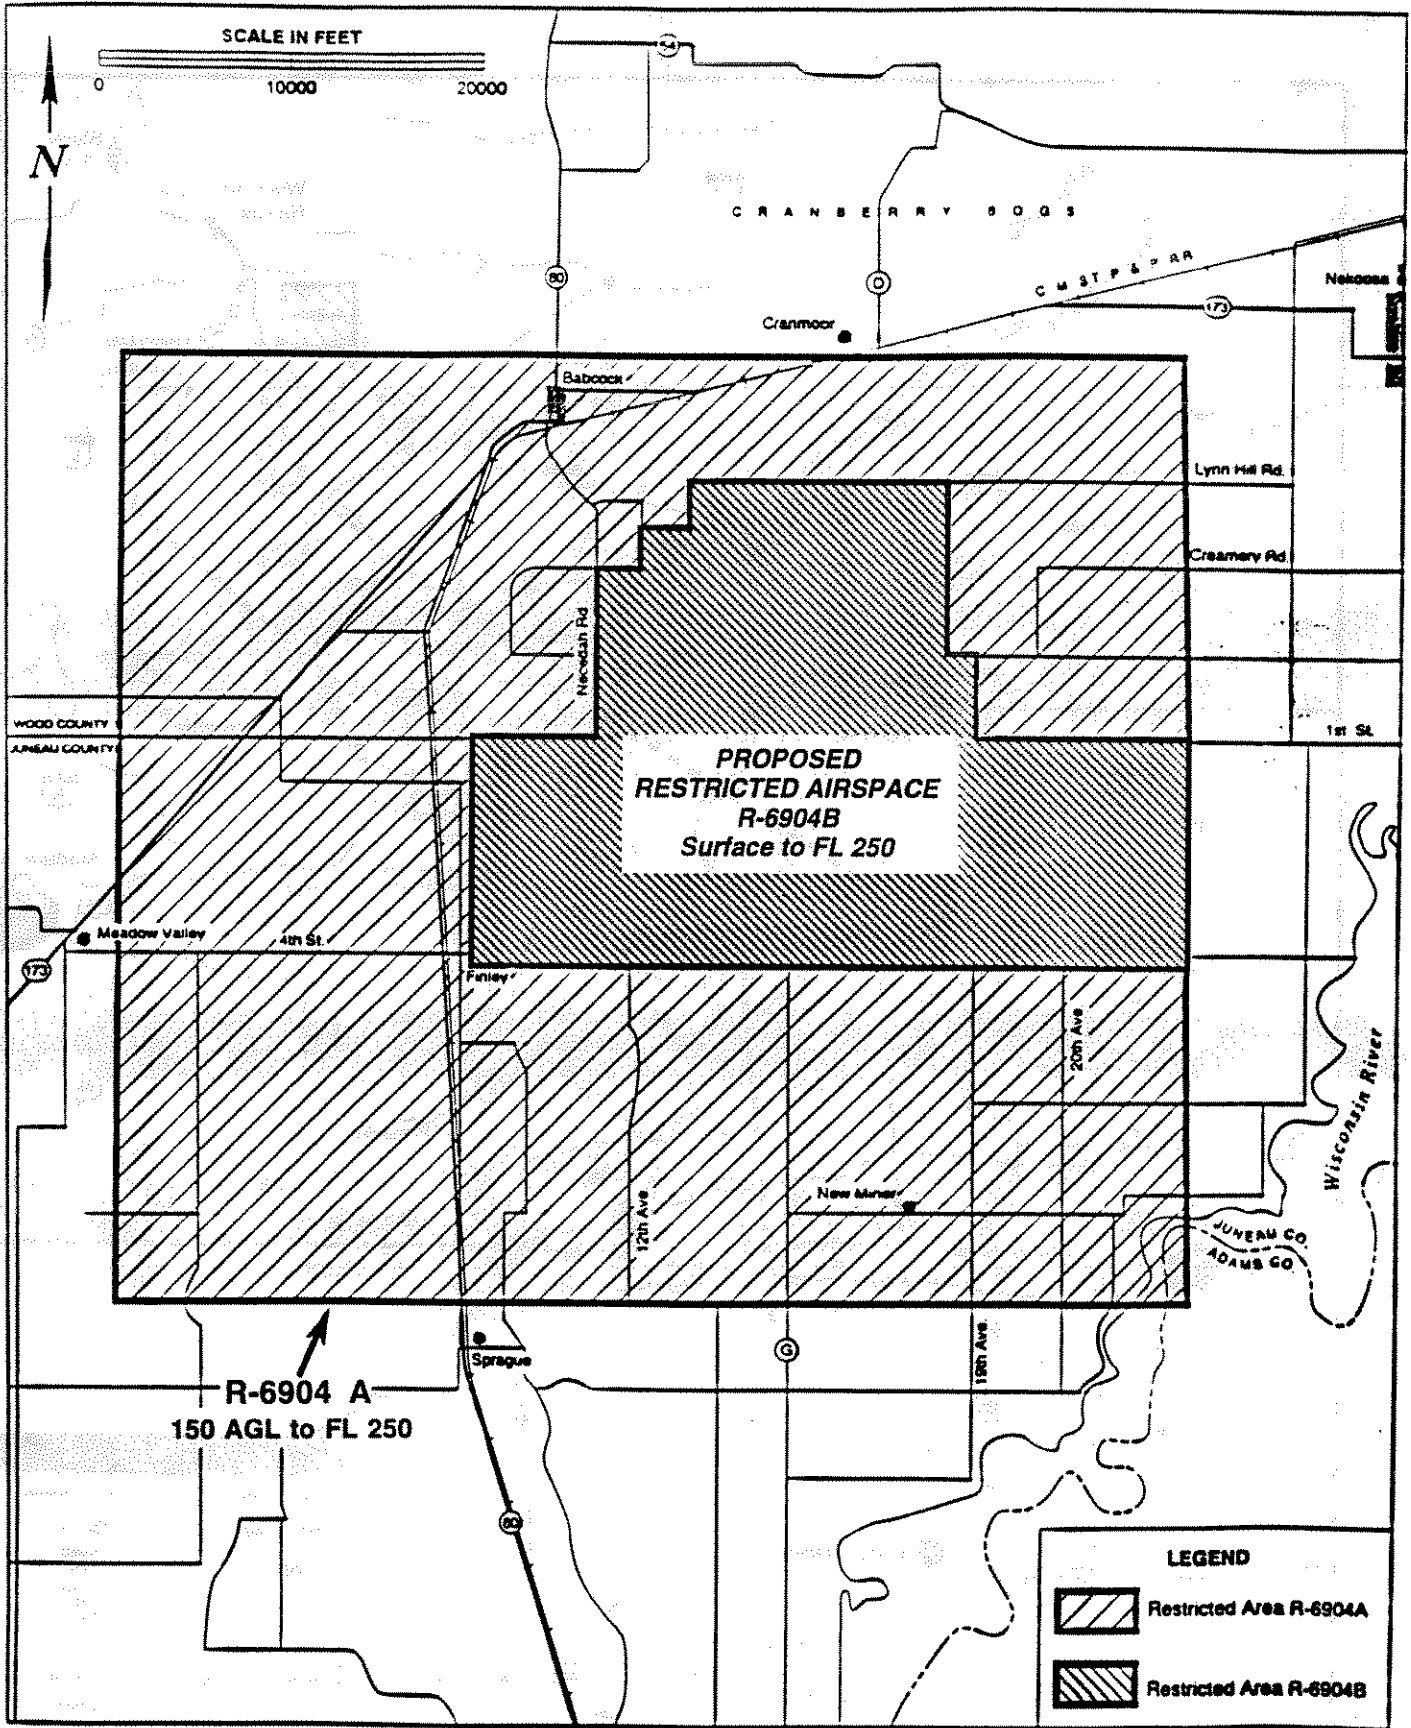 SCALE IN FEET
0 10000 20000
N
54
CRANBERRY BOGS
80
D
C M ST P & P RR
Nekoosa
173
Cranmoor
Babcock
Lynn Hill Rd.
Creamery Rd
Necedah Rd
WOOD COUNTY
JUNEAU COUNTY
1st St.
PROPOSED
RESTRICTED AIRSPACE
R-6904B
Surface to FL 250
Meadow Valley
4th St.
173
Finley
20th Ave
Wisconsin River
12th Ave
New Miner
JUNEAU CO.
ADAMS CO
Sprague
G
19th Ave.
R-6904 A
150 AGL to FL 250
80
LEGEND
Restricted Area R-6904A
Restricted Area R-6904B